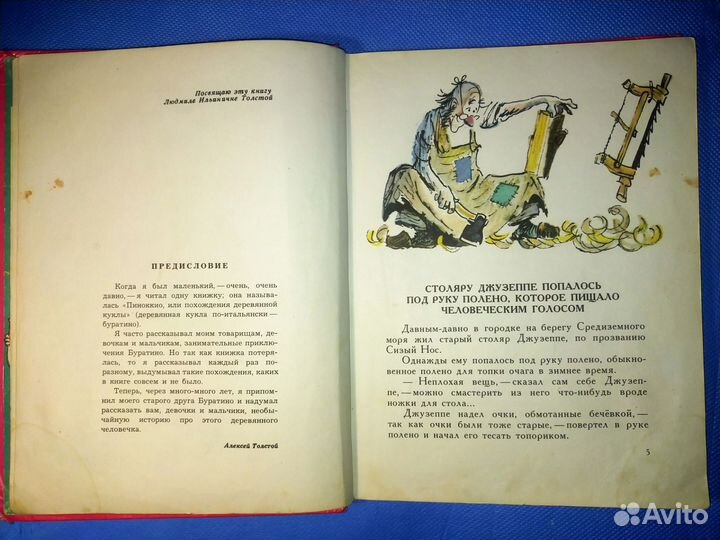 Посвящаю эту книгу
Людмиле Ильиничне Толстой
ПРЕДИСЛОВИЕ
Когда я был маленький, — очень, очень
давно, — я читал одну книжку; она называ-
лась «Пиноккио, или похождения деревянной
куклы» (деревянная кукла по-итальянски —
буратино).
Я часто рассказывал моим товарищам, де-
вочкам и мальчикам, занимательные приклю-
чения Буратино. Но так как книжка потеря-
лась, то я рассказывал каждый раз по-
разному, выдумывал такие похождения, каких
в книге совсем и не было.
Теперь, через много-много лет, я припом-
нил моего старого друга Буратино и надумал
рассказать вам, девочки и мальчики, необы-
чайную историю про этого деревянного
человечка.
Алексей Толстой
СТОЛЯРУ ДЖУЗЕППЕ ПОПАЛОСЬ
ПОД РУКУ ПОЛЕНО, КОТОРОЕ ПИЩАЛО
ЧЕЛОВЕЧЕСКИМ ГОЛОСОМ
Давным-давно в городке на берегу Средиземного
моря жил старый столяр Джузеппе, по прозванию
Сизый Нос.
Однажды ему попалось под руку полено, обыкно-
венное полено для топки очага в зимнее время.
— Неплохая вещь, — сказал сам себе Джузеп-
пе, — можно смастерить из него что-нибудь вроде
ножки для стола...
Джузеппе надел очки, обмотанные бечёвкой, —
так как очки были тоже старые, — повертел в руке
полено и начал его тесать топориком.
5
Avito